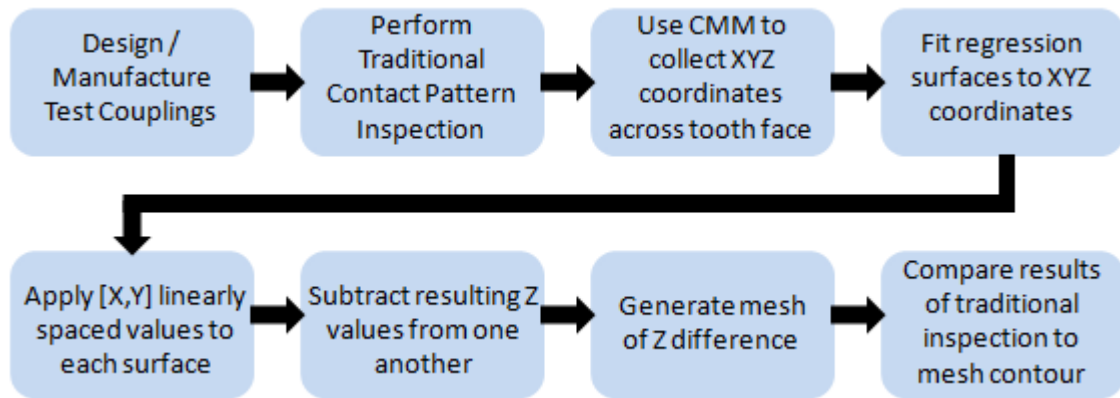 Design /
Manufacture
Test Couplings
Perform
Traditional
Contact Pattern
Inspection
Use CMM to
collect XYZ
coordinates
across tooth face
Fit regression
surfaces to XYZ
coordinates
Apply [X,Y] linearly
spaced values to
each surface
Subtract resulting Z
values from one
another
Generate mesh
of Z difference
Compare results
of traditional
inspection to
mesh contour